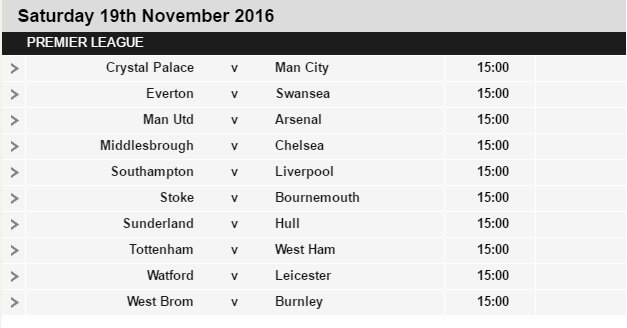 Saturday 19th November 2016
PREMIER LEAGUE
Crystal Palace v Man City 15:00
Everton v Swansea 15:00
Man Utd v Arsenal 15:00
Middlesbrough v Chelsea 15:00
Southampton v Liverpool 15:00
Stoke v Bournemouth 15:00
Sunderland v Hull 15:00
Tottenham v West Ham 15:00
Watford v Leicester 15:00
West Brom v Burnley 15:00